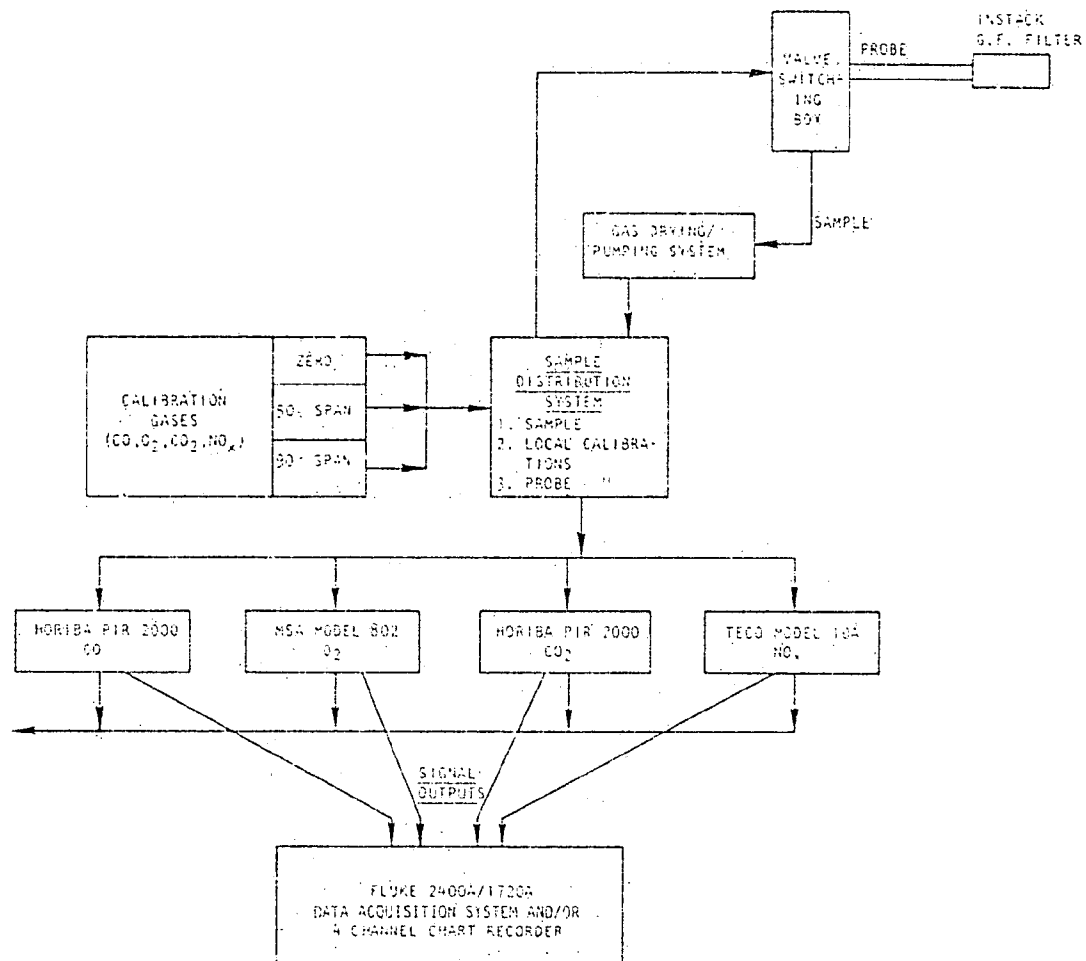 INSTACK
G.F. FILTER
PROBE
VALVE
SWITCH-
ING
BOX
SAMPLE
GAS DRYING/
PUMPING SYSTEM
CALIBRATION
GASES
(CO,O2,CO2,NOx)
ZERO
50% SPAN
90% SPAN
SAMPLE
DISTRIBUTION
SYSTEM
1. SAMPLE
2. LOCAL CALIBRA-
TIONS
3. PROBE "
HORIBA PIR 2000
CO
MSA MODEL 802
O2
HORIBA PIR 2000
CO2
TECO MODEL 10A
NOx
SIGNAL
OUTPUTS
FLUKE 2400A/1720A
DATA ACQUISITION SYSTEM AND/OR
4 CHANNEL CHART RECORDER